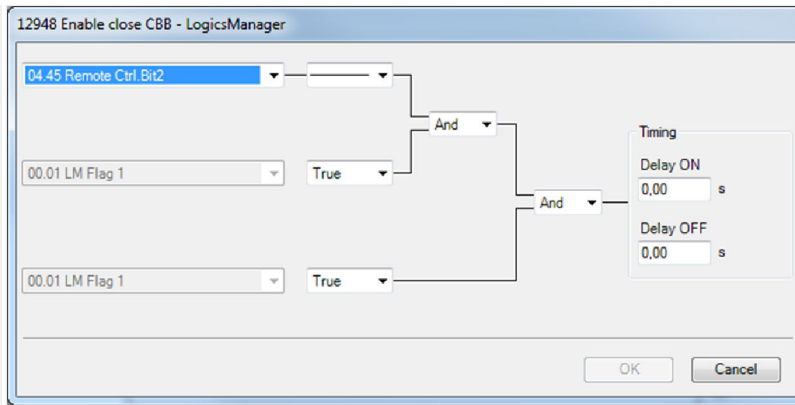 12948 Enable close CBB - LogicsManager
04.45 Remote Ctrl.Bit2
And
Timing
Delay ON
00.01 LM Flag 1 True
0,00 s
And
Delay OFF
0,00 s
00.01 LM Flag 1 True
OK Cancel